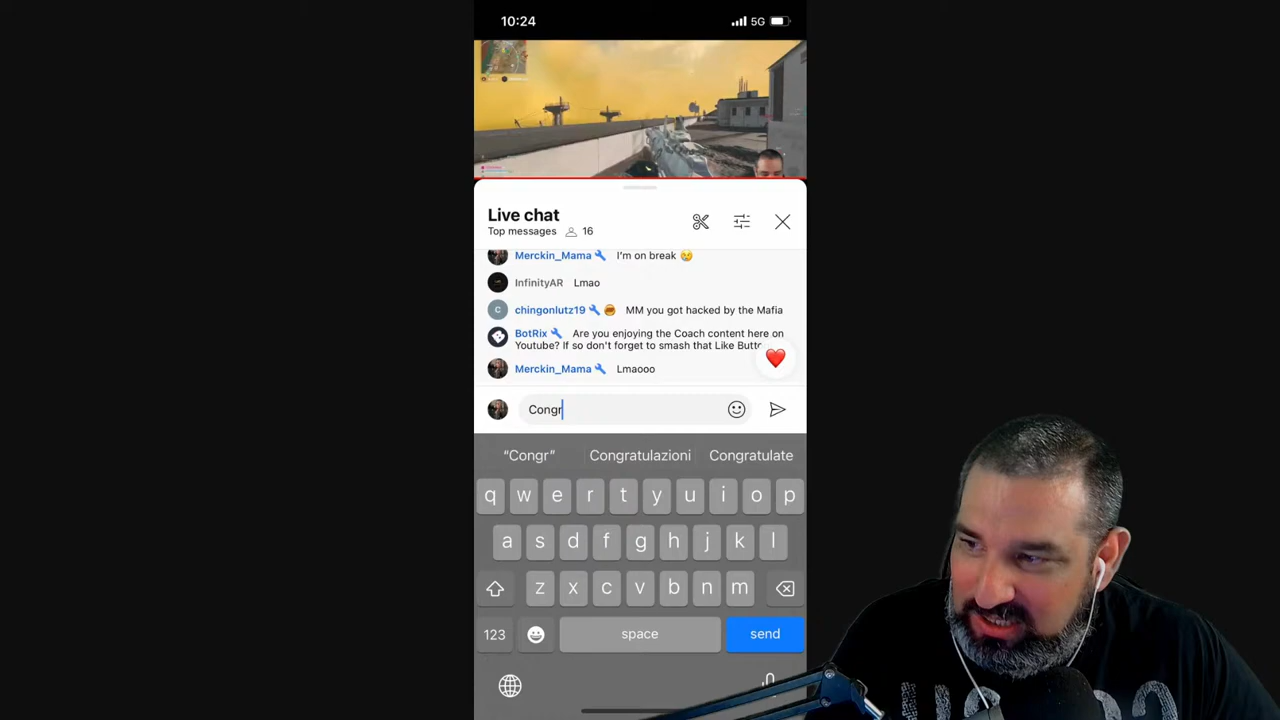 10:24
5G
Live chat
Top messages 16
Merckin_Mama I'm on break 😢
InfinityAR Lmao
C chingonlutz19 MM you got hacked by the Mafia
BotRix Are you enjoying the Coach content here on
Youtube? If so don't forget to smash that Like
Merckin_Mama Lmaooo
Congr
"Congr" Congratulazioni Congratulate
q w e r t y u i o p
a s d f g h j k l
z x c v b n m
123 space send